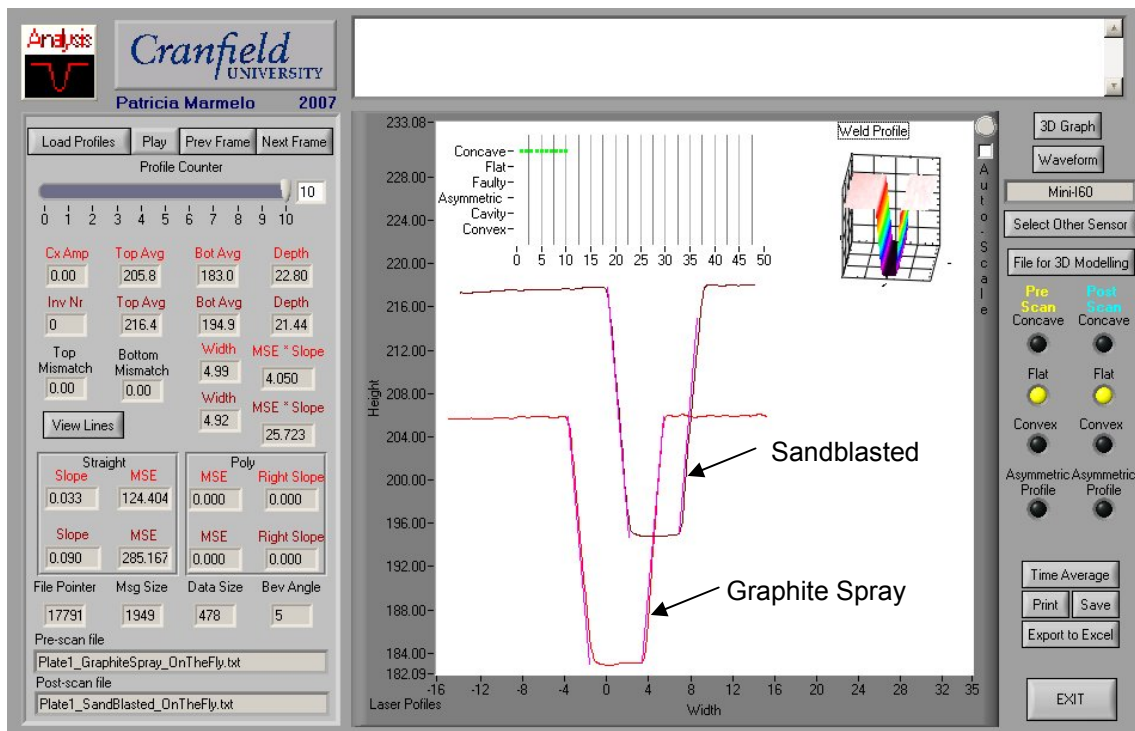 Analysis
Cranfield
UNIVERSITY
Patricia Marmelo 2007
Load Profiles Play Prev Frame Next Frame
Profile Counter
10
0 1 2 3 4 5 6 7 8 9 10
Cx Amp Top Avg Bot Avg Depth
0.00 205.8 183.0 22.80
Inv Nr Top Avg Bot Avg Depth
0 216.4 194.9 21.44
Top Mismatch Bottom Mismatch Width MSE * Slope
0.00 0.00 4.99 4.050
Width MSE * Slope
4.92 25.723
View Lines
Straight Poly
Slope MSE MSE Right Slope
0.033 124.404 0.000 0.000
Slope MSE MSE Right Slope
0.090 285.167 0.000 0.000
File Pointer Msg Size Data Size Bev Angle
17791 1949 478 5
Pre-scan file
Plate1_GraphiteSpray_OnTheFly.txt
Post-scan file
Plate1_SandBlasted_OnTheFly.txt
233.08
228.00
224.00
220.00
216.00
212.00
208.00
204.00
200.00
196.00
192.00
188.00
184.00
182.09
Height
-16 -12 -8 -4 0 4 8 12 16 20 24 28 32 35
Laser Pofiles Width
Concave
Flat
Faulty
Asymmetric
Cavity
Convex
0 5 10 15 20 25 30 35 40 45 50
Weld Profile
Sandblasted
Graphite Spray
Auto-Scale
3D Graph
Waveform
Mini-I60
Select Other Sensor
File for 3D Modelling
Pre Scan Post Scan
Concave Concave
Flat Flat
Convex Convex
Asymmetric Profile Asymmetric Profile
Time Average
Print Save
Export to Excel
EXIT